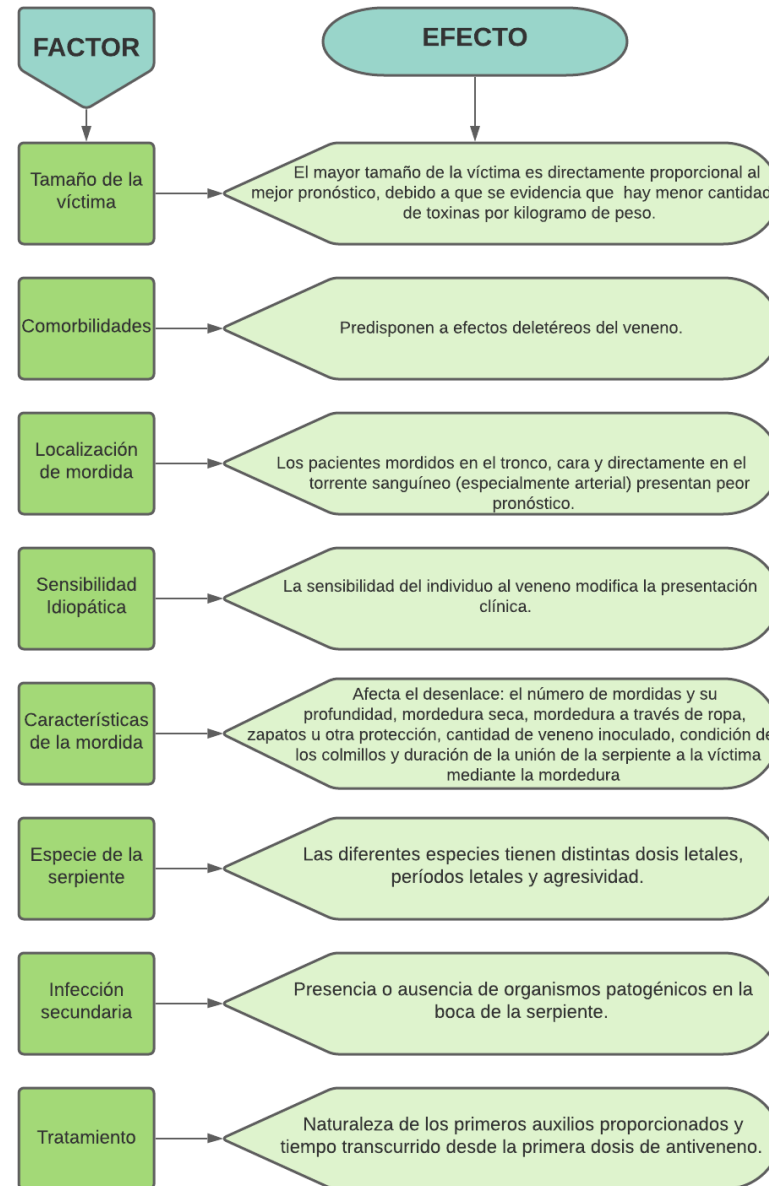 FACTOR
EFECTO
Tamaño de la
víctima
El mayor tamaño de la víctima es directamente proporcional al
mejor pronóstico, debido a que se evidencia que  hay menor cantidad
de toxinas por kilogramo de peso.
Comorbilidades
Predisponen a efectos deletéreos del veneno.
Localización
de mordida
Los pacientes mordidos en el tronco, cara y directamente en el
torrente sanguíneo (especialmente arterial) presentan peor
pronóstico.
Sensibilidad
Idiopática
La sensibilidad del individuo al veneno modifica la presentación
clínica.
Características
de la mordida
Afecta el desenlace: el número de mordidas y su
profundidad, mordedura seca, mordedura a través de ropa,
zapatos u otra protección, cantidad de veneno inoculado, condición de
los colmillos y duración de la unión de la serpiente a la víctima
mediante la mordedura
Especie de la
serpiente
Las diferentes especies tienen distintas dosis letales,
períodos letales y agresividad.
Infección
secundaria
Presencia o ausencia de organismos patogénicos en la
boca de la serpiente.
Tratamiento
Naturaleza de los primeros auxilios proporcionados y
tiempo transcurrido desde la primera dosis de antiveneno.